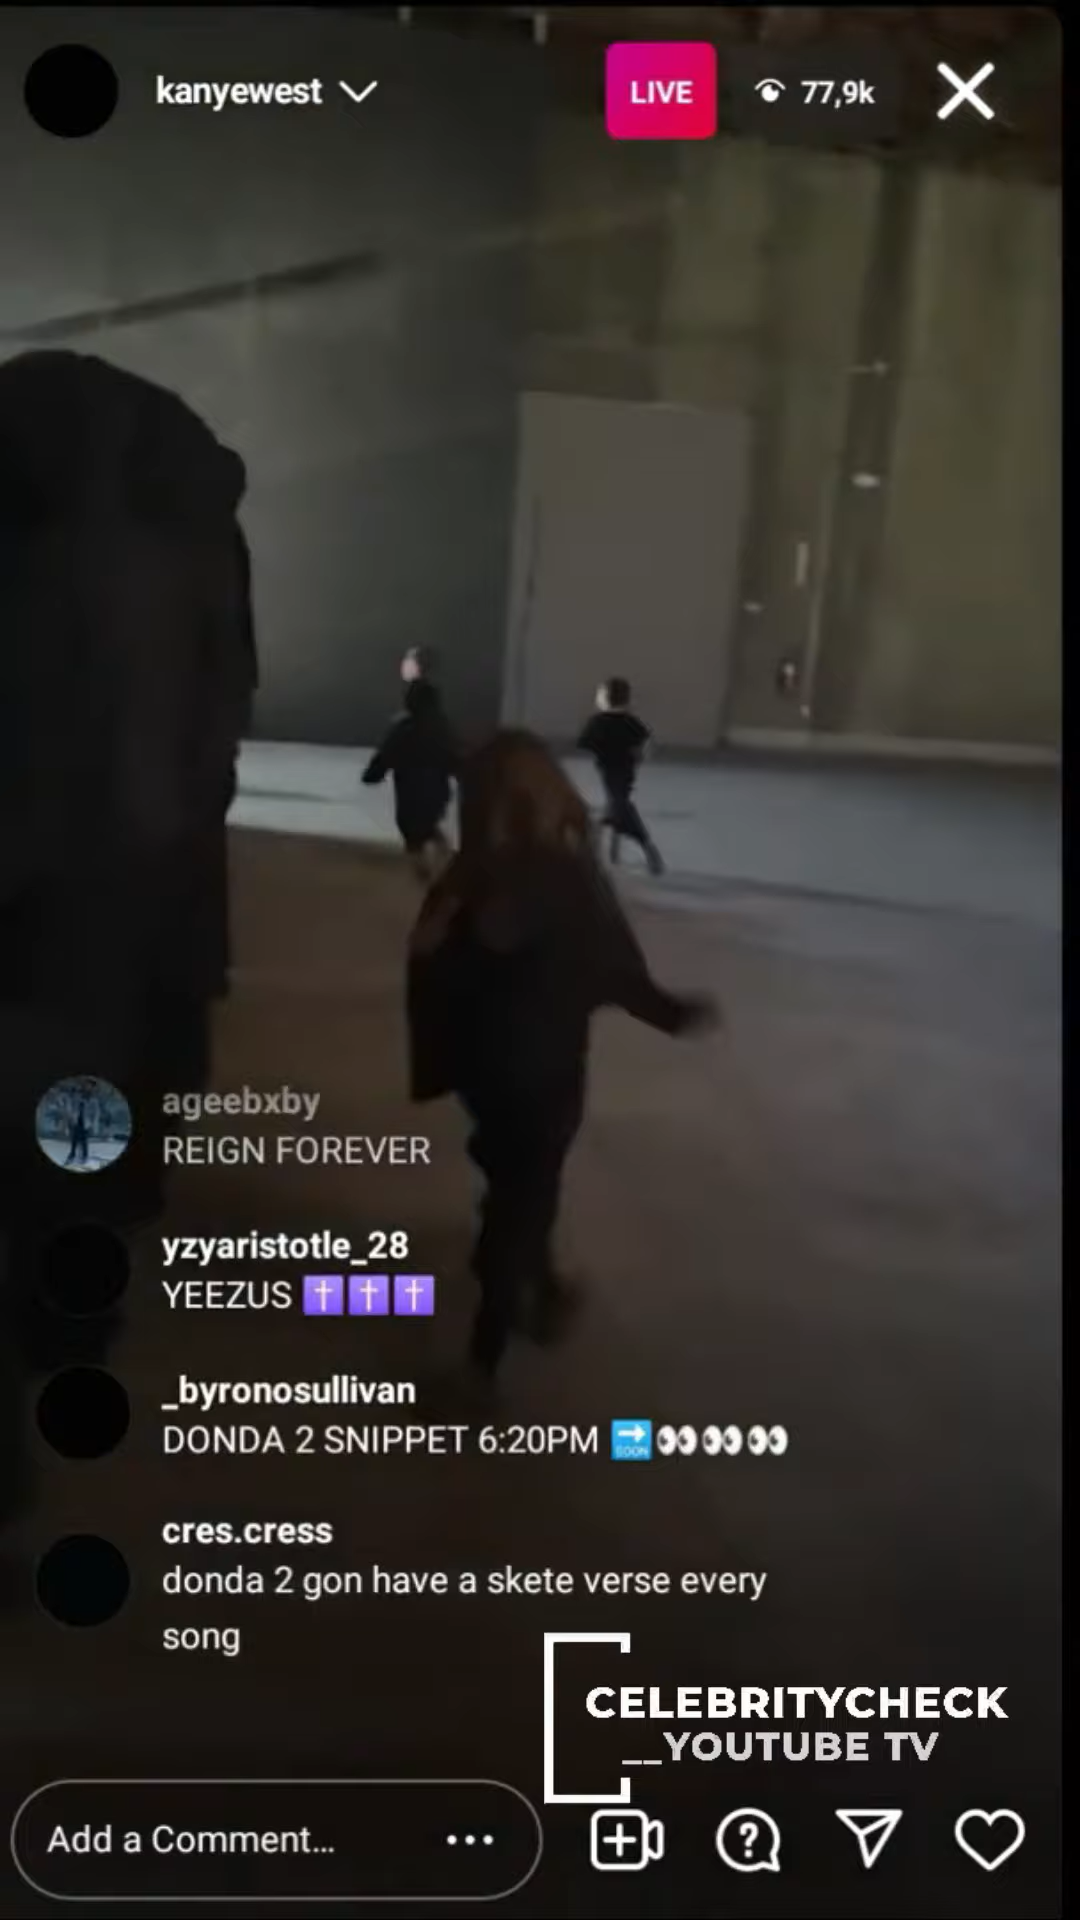 kanyewest
LIVE
77,9k
ageebxby
REIGN FOREVER
yzyaristotle_28
YEEZUS ✝️✝️✝️
_byronosullivan
DONDA 2 SNIPPET 6:20PM 🔜👀👀👀
cres.cress
donda 2 gon have a skete verse every
song
CELEBRITYCHECK
__YOUTUBE TV
Add a Comment...